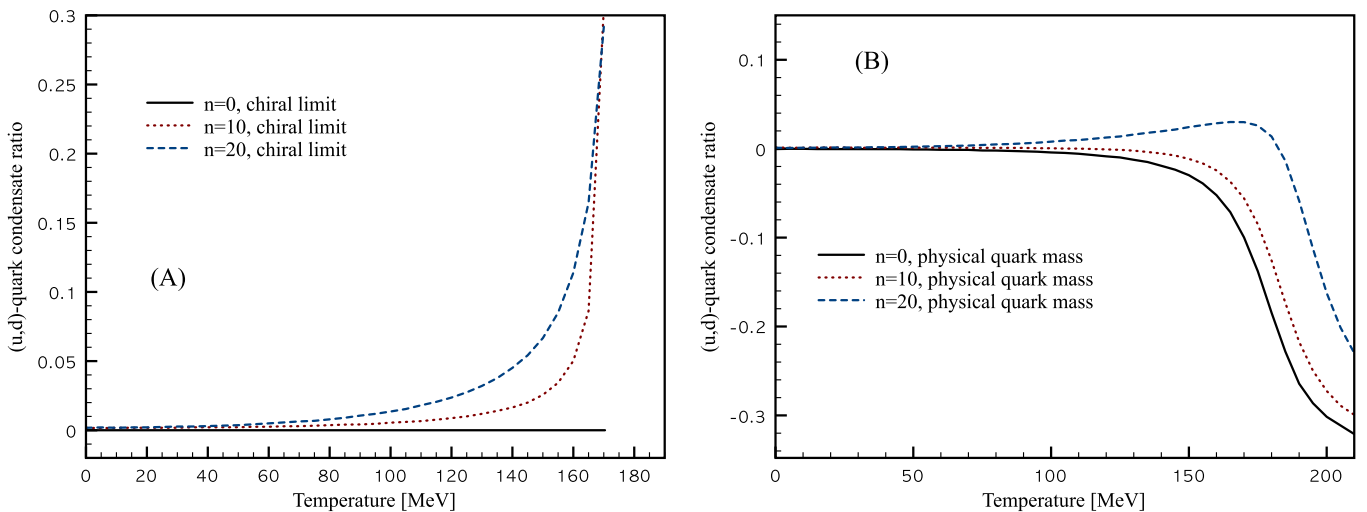 0.3
0.25
0.2
0.15
0.1
0.05
0
(u,d)-quark condensate ratio
n=0, chiral limit
n=10, chiral limit
n=20, chiral limit
(A)
0 20 40 60 80 100 120 140 160 180
Temperature [MeV]
0.1
0
-0.1
-0.2
-0.3
(u,d)-quark condensate ratio
(B)
n=0, physical quark mass
n=10, physical quark mass
n=20, physical quark mass
0 50 100 150 200
Temperature [MeV]